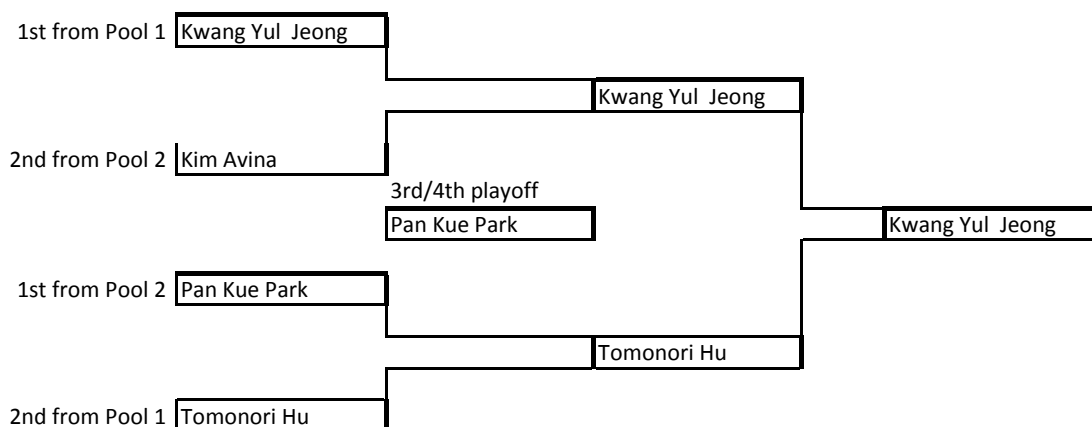 1st from Pool 1 Kwang Yul  Jeong
Kwang Yul  Jeong
2nd from Pool 2 Kim Avina
3rd/4th playoff
Pan Kue Park
Kwang Yul  Jeong
1st from Pool 2 Pan Kue Park
Tomonori Hu
2nd from Pool 1 Tomonori Hu